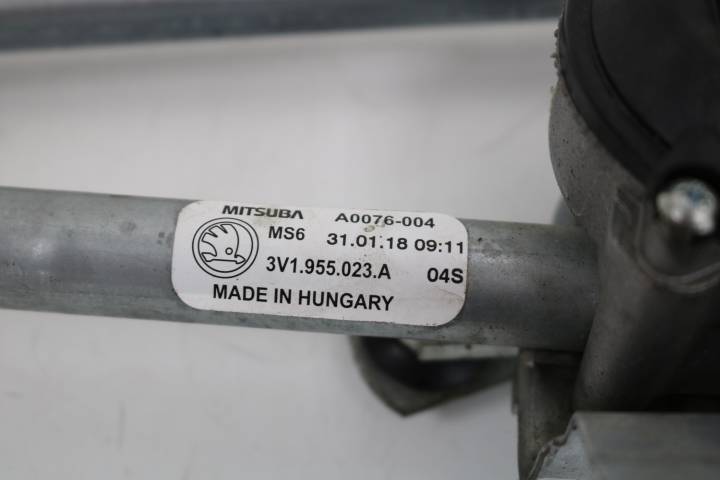 MITSUBA A0076-004
MS6 31.01.18 09:11
3V1.955.023.A 04S
MADE IN HUNGARY